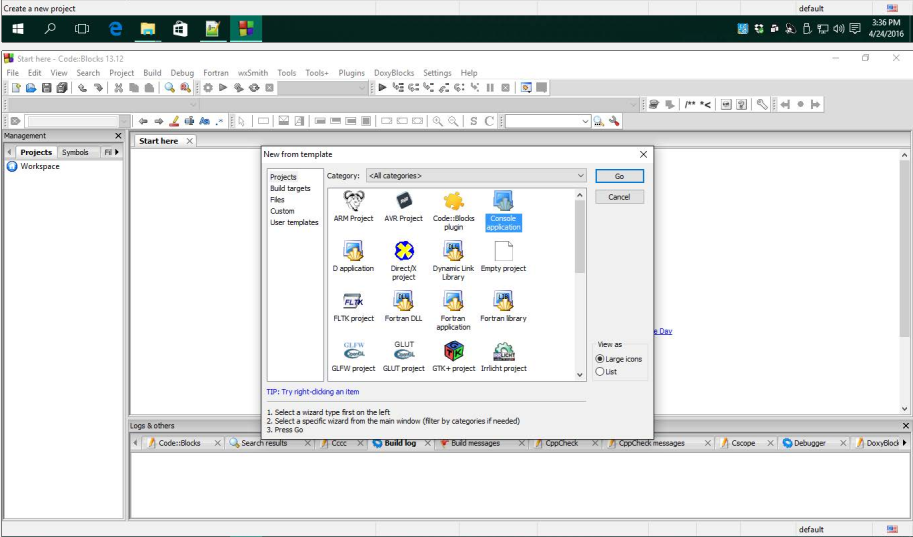 Create a new project
default
3:36 PM
4/24/2016
Start here - Code::Blocks 13.12
File Edit View Search Project Build Debug Fortran wxSmith Tools Tools+ Plugins DoxyBlocks Settings Help
/** *<
S C
Management
Projects Symbols Fil
Workspace
Start here
New from template
Projects
Build targets
Files
Custom
User templates
Category: <All categories>
Go
Cancel
ARM Project AVR Project Code::Blocks plugin Console application
D application Direct/X project Dynamic Link Library Empty project
FLTK project Fortran DLL Fortran application Fortran library
GLFW project GLUT project GTK+ project Irrlicht project
View as
Large icons
List
TIP: Try right-clicking an item
1. Select a wizard type first on the left
2. Select a specific wizard from the main window (filter by categories if needed)
3. Press Go
Logs & others
Code::Blocks Search results Cccc Build log Build messages CppCheck CppCheck messages Cscope Debugger DoxyBlock
default